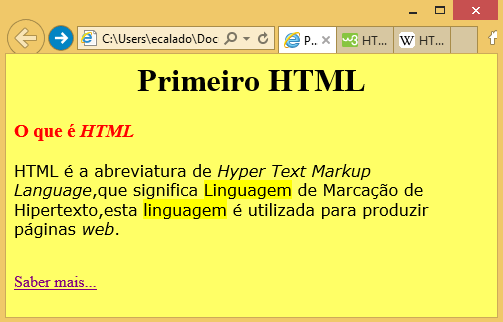 C:\Users\ecalado\Doc
P...
HT...
HT...
Primeiro HTML
O que é HTML
HTML é a abreviatura de Hyper Text Markup
Language,que significa Linguagem de Marcação de
Hipertexto,esta linguagem é utilizada para produzir
páginas web.
Saber mais...